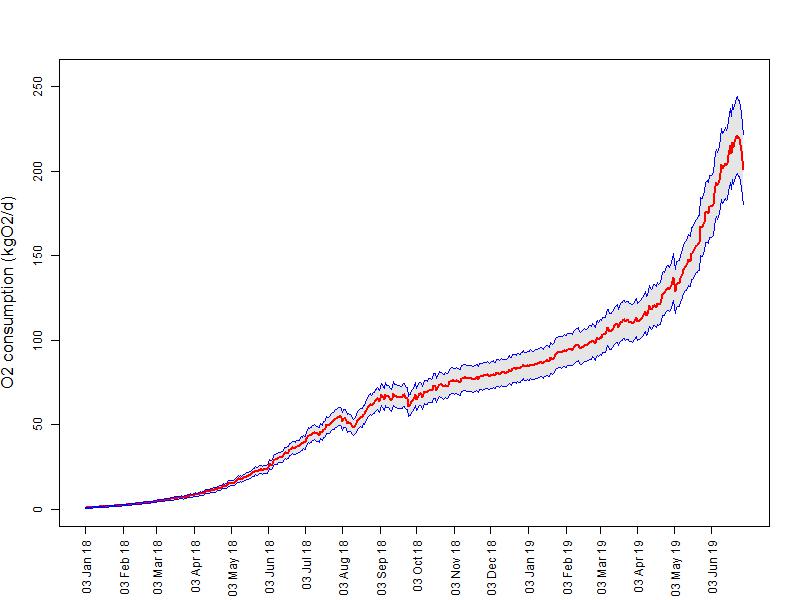 O2 consumption (kgO2/d)
250
200
150
100
50
0
03 Jan 18
03 Feb 18
03 Mar 18
03 Apr 18
03 May 18
03 Jun 18
03 Jul 18
03 Aug 18
03 Sep 18
03 Oct 18
03 Nov 18
03 Dec 18
03 Jan 19
03 Feb 19
03 Mar 19
03 Apr 19
03 May 19
03 Jun 19